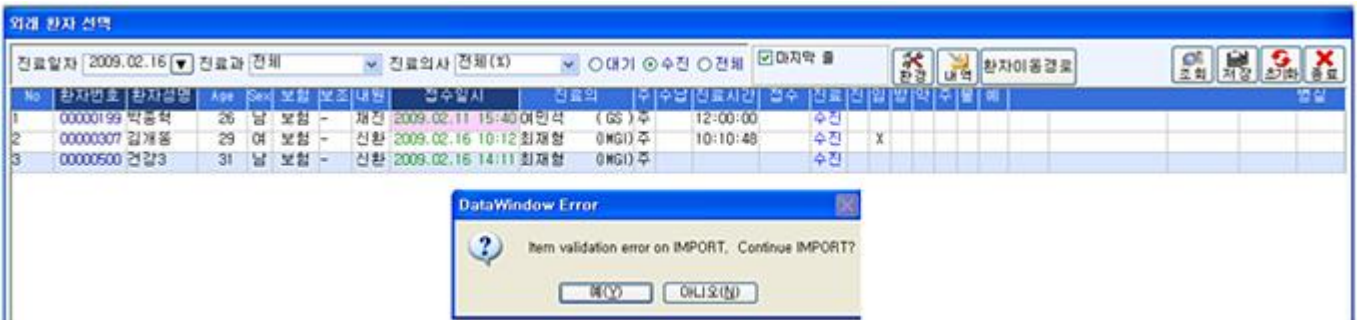 외래 환자 선택
진료일자 2009.02.16 진료과 전체 진료의사 전체(%) 대기 수진 전체 마지막 줄 환경 내역 환자이동경로 조회 저장 초기화 종료
No 환자번호 환자성명 Age Sex 보험 보조 내원 접수일시 진료의 주 수납 진료시간 접수 진료 진 입 방 약 주 물 예 병실
1 00000199 박종혁 26 남 보험 - 재진 2009.02.11 15:40 여민석 (GS) 주 12:00:00 수진
2 00000307 김개똥 29 여 보험 - 신환 2009.02.16 10:12 최재형 (IMGI) 주 10:10:48 수진 X
3 00000500 건강3 31 남 보험 - 신환 2009.02.16 14:11 최재형 (IMGI) 주 수진
DataWindow Error
Item validation error on IMPORT, Continue IMPORT?
예(Y) 아니오(N)